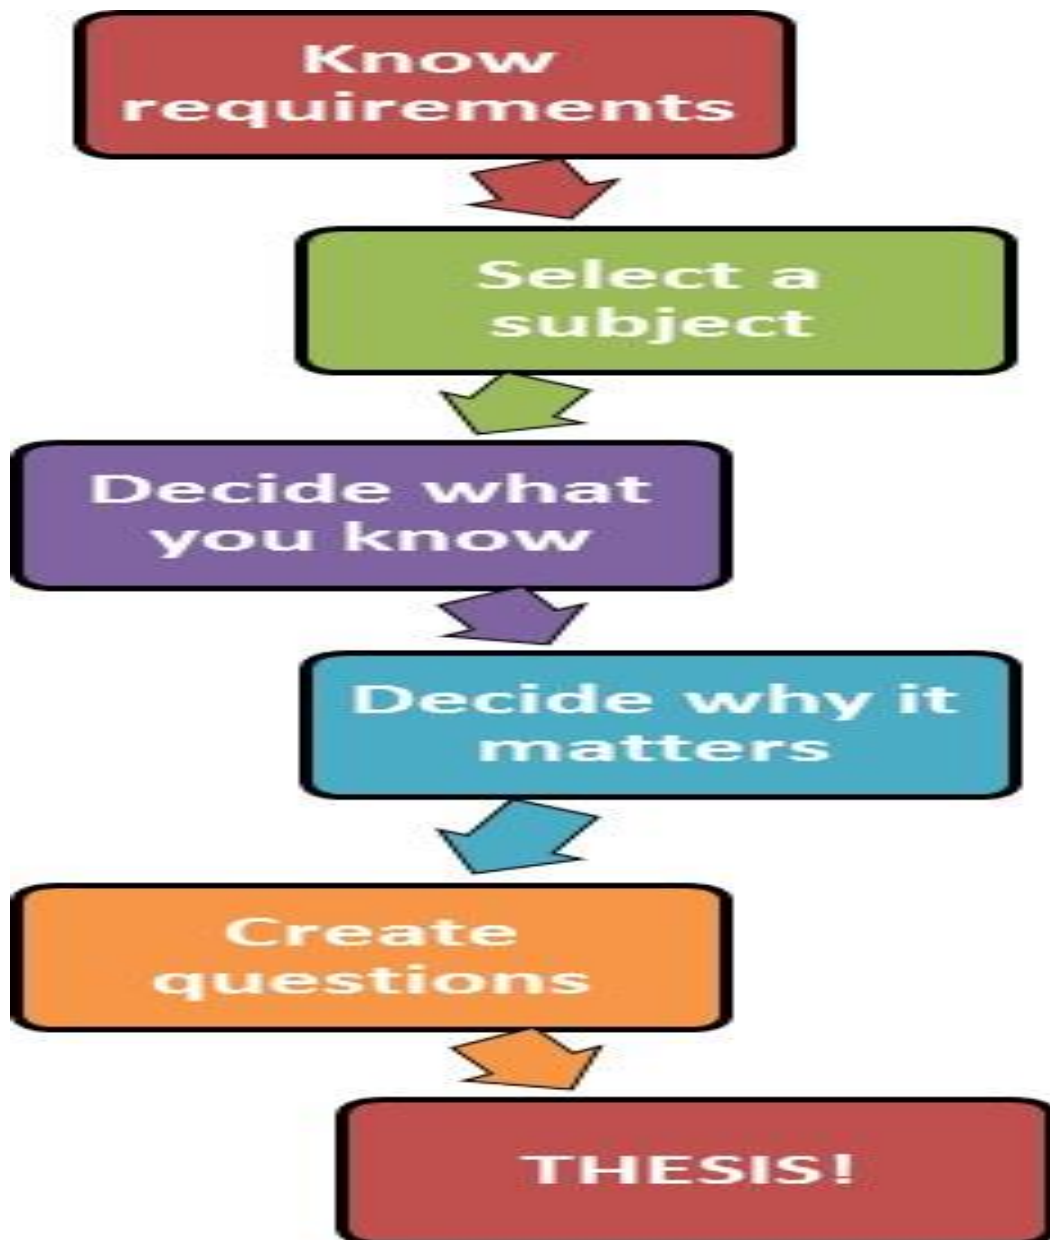 Know
requirements
Select a
subject
Decide what
you know
Decide why it
matters
Create
questions
THESIS!